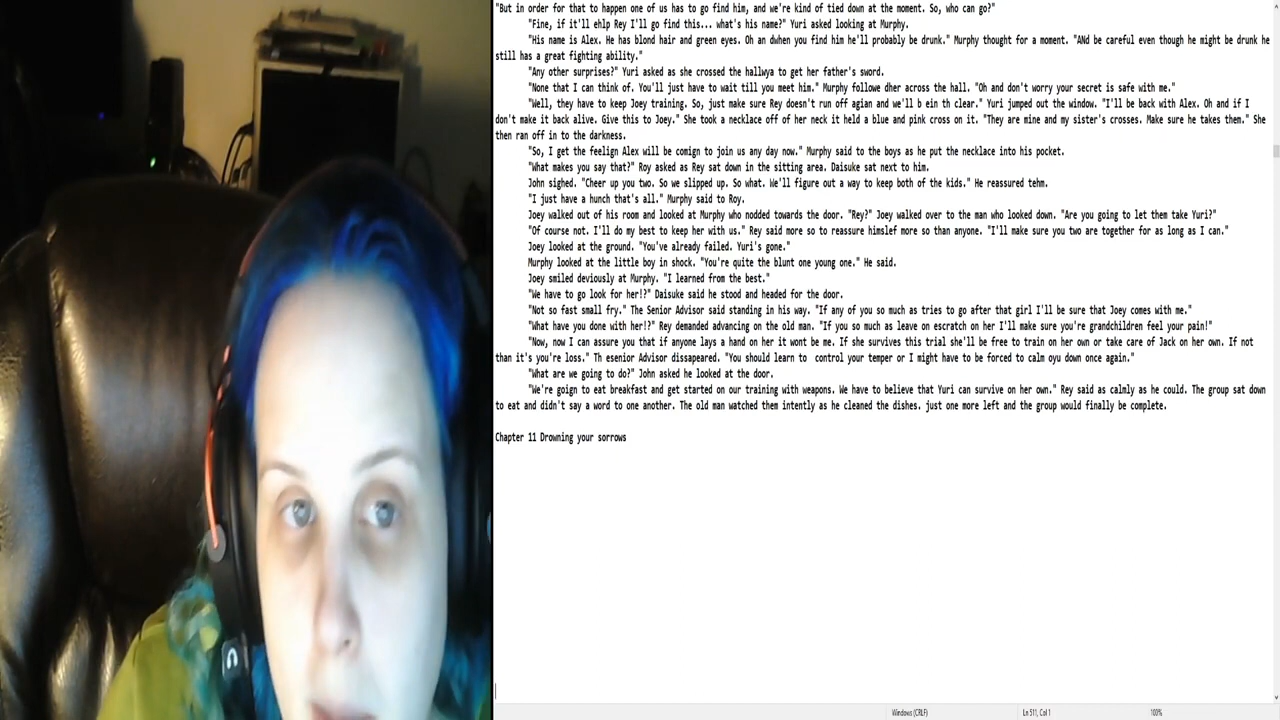 "But in order for that to happen one of us has to go find him, and we're kind of tied down at the moment. So, who can go?"
"Fine, if it'll ehlp Rey I'll go find this... what's his name?" Yuri asked looking at Murphy.
"His name is Alex. He has blond hair and green eyes. Oh an dwhen you find him he'll probably be drunk." Murphy thought for a moment. "ANd be careful even though he might be drunk he
still has a great fighting ability."
"Any other surprises?" Yuri asked as she crossed the hallwya to get her father's sword.
"None that I can think of. You'll just have to wait till you meet him." Murphy followe dher across the hall. "Oh and don't worry your secret is safe with me."
"Well, they have to keep Joey training. So, just make sure Rey doesn't run off agian and we'll b ein th clear." Yuri jumped out the window. "I'll be back with Alex. Oh and if I
don't make it back alive. Give this to Joey." She took a necklace off of her neck it held a blue and pink cross on it. "They are mine and my sister's crosses. Make sure he takes them." She
then ran off in to the darkness.
"So, I get the feelign Alex will be comign to join us any day now." Murphy said to the boys as he put the necklace into his pocket.
"What makes you say that?" Roy asked as Rey sat down in the sitting area. Daisuke sat next to him.
John sighed. "Cheer up you two. So we slipped up. So what. We'll figure out a way to keep both of the kids." He reassured tehm.
"I just have a hunch that's all." Murphy said to Roy.
Joey walked out of his room and looked at Murphy who nodded towards the door. "Rey?" Joey walked over to the man who looked down. "Are you going to let them take Yuri?"
"Of course not. I'll do my best to keep her with us." Rey said more so to reassure himslef more so than anyone. "I'll make sure you two are together for as long as I can."
Joey looked at the ground. "You've already failed. Yuri's gone."
Murphy looked at the little boy in shock. "You're quite the blunt one young one." He said.
Joey smiled deviously at Murphy. "I learned from the best."
"We have to go look for her!?" Daisuke said he stood and headed for the door.
"Not so fast small fry." The Senior Advisor said standing in his way. "If any of you so much as tries to go after that girl I'll be sure that Joey comes with me."
"What have you done with her!?" Rey demanded advancing on the old man. "If you so much as leave on escratch on her I'll make sure you're grandchildren feel your pain!"
"Now, now I can assure you that if anyone lays a hand on her it wont be me. If she survives this trial she'll be free to train on her own or take care of Jack on her own. If not
than it's you're loss." Th esenior Advisor dissapeared. "You should learn to  control your temper or I might have to be forced to calm oyu down once again."
"What are we going to do?" John asked he looked at the door.
"We're goign to eat breakfast and get started on our training with weapons. We have to believe that Yuri can survive on her own." Rey said as calmly as he could. The group sat down
to eat and didn't say a word to one another. The old man watched them intently as he cleaned the dishes. just one more left and the group would finally be complete.
Chapter 11 Drowning your sorrows
Windows (CRLF)
Ln 511, Col 1
100%